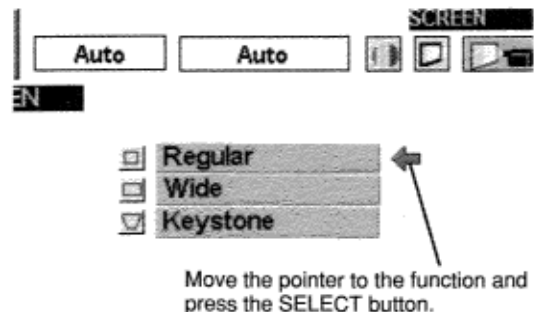 SCREEN
Auto Auto
EN
Regular
Wide
Keystone
Move the pointer to the function and
press the SELECT button.